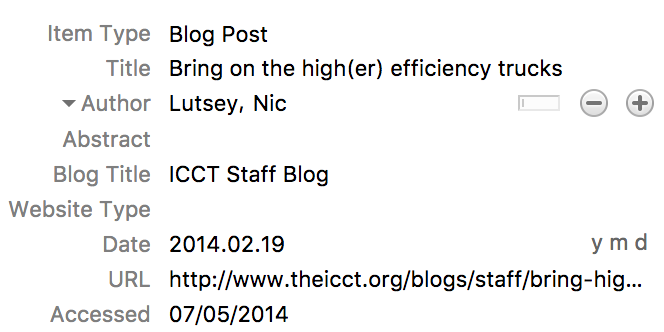 Item Type Blog Post
Title Bring on the high(er) efficiency trucks
Author Lutsey, Nic
Abstract
Blog Title ICCT Staff Blog
Website Type
Date 2014.02.19 y m d
URL http://www.theicct.org/blogs/staff/bring-hig...
Accessed 07/05/2014